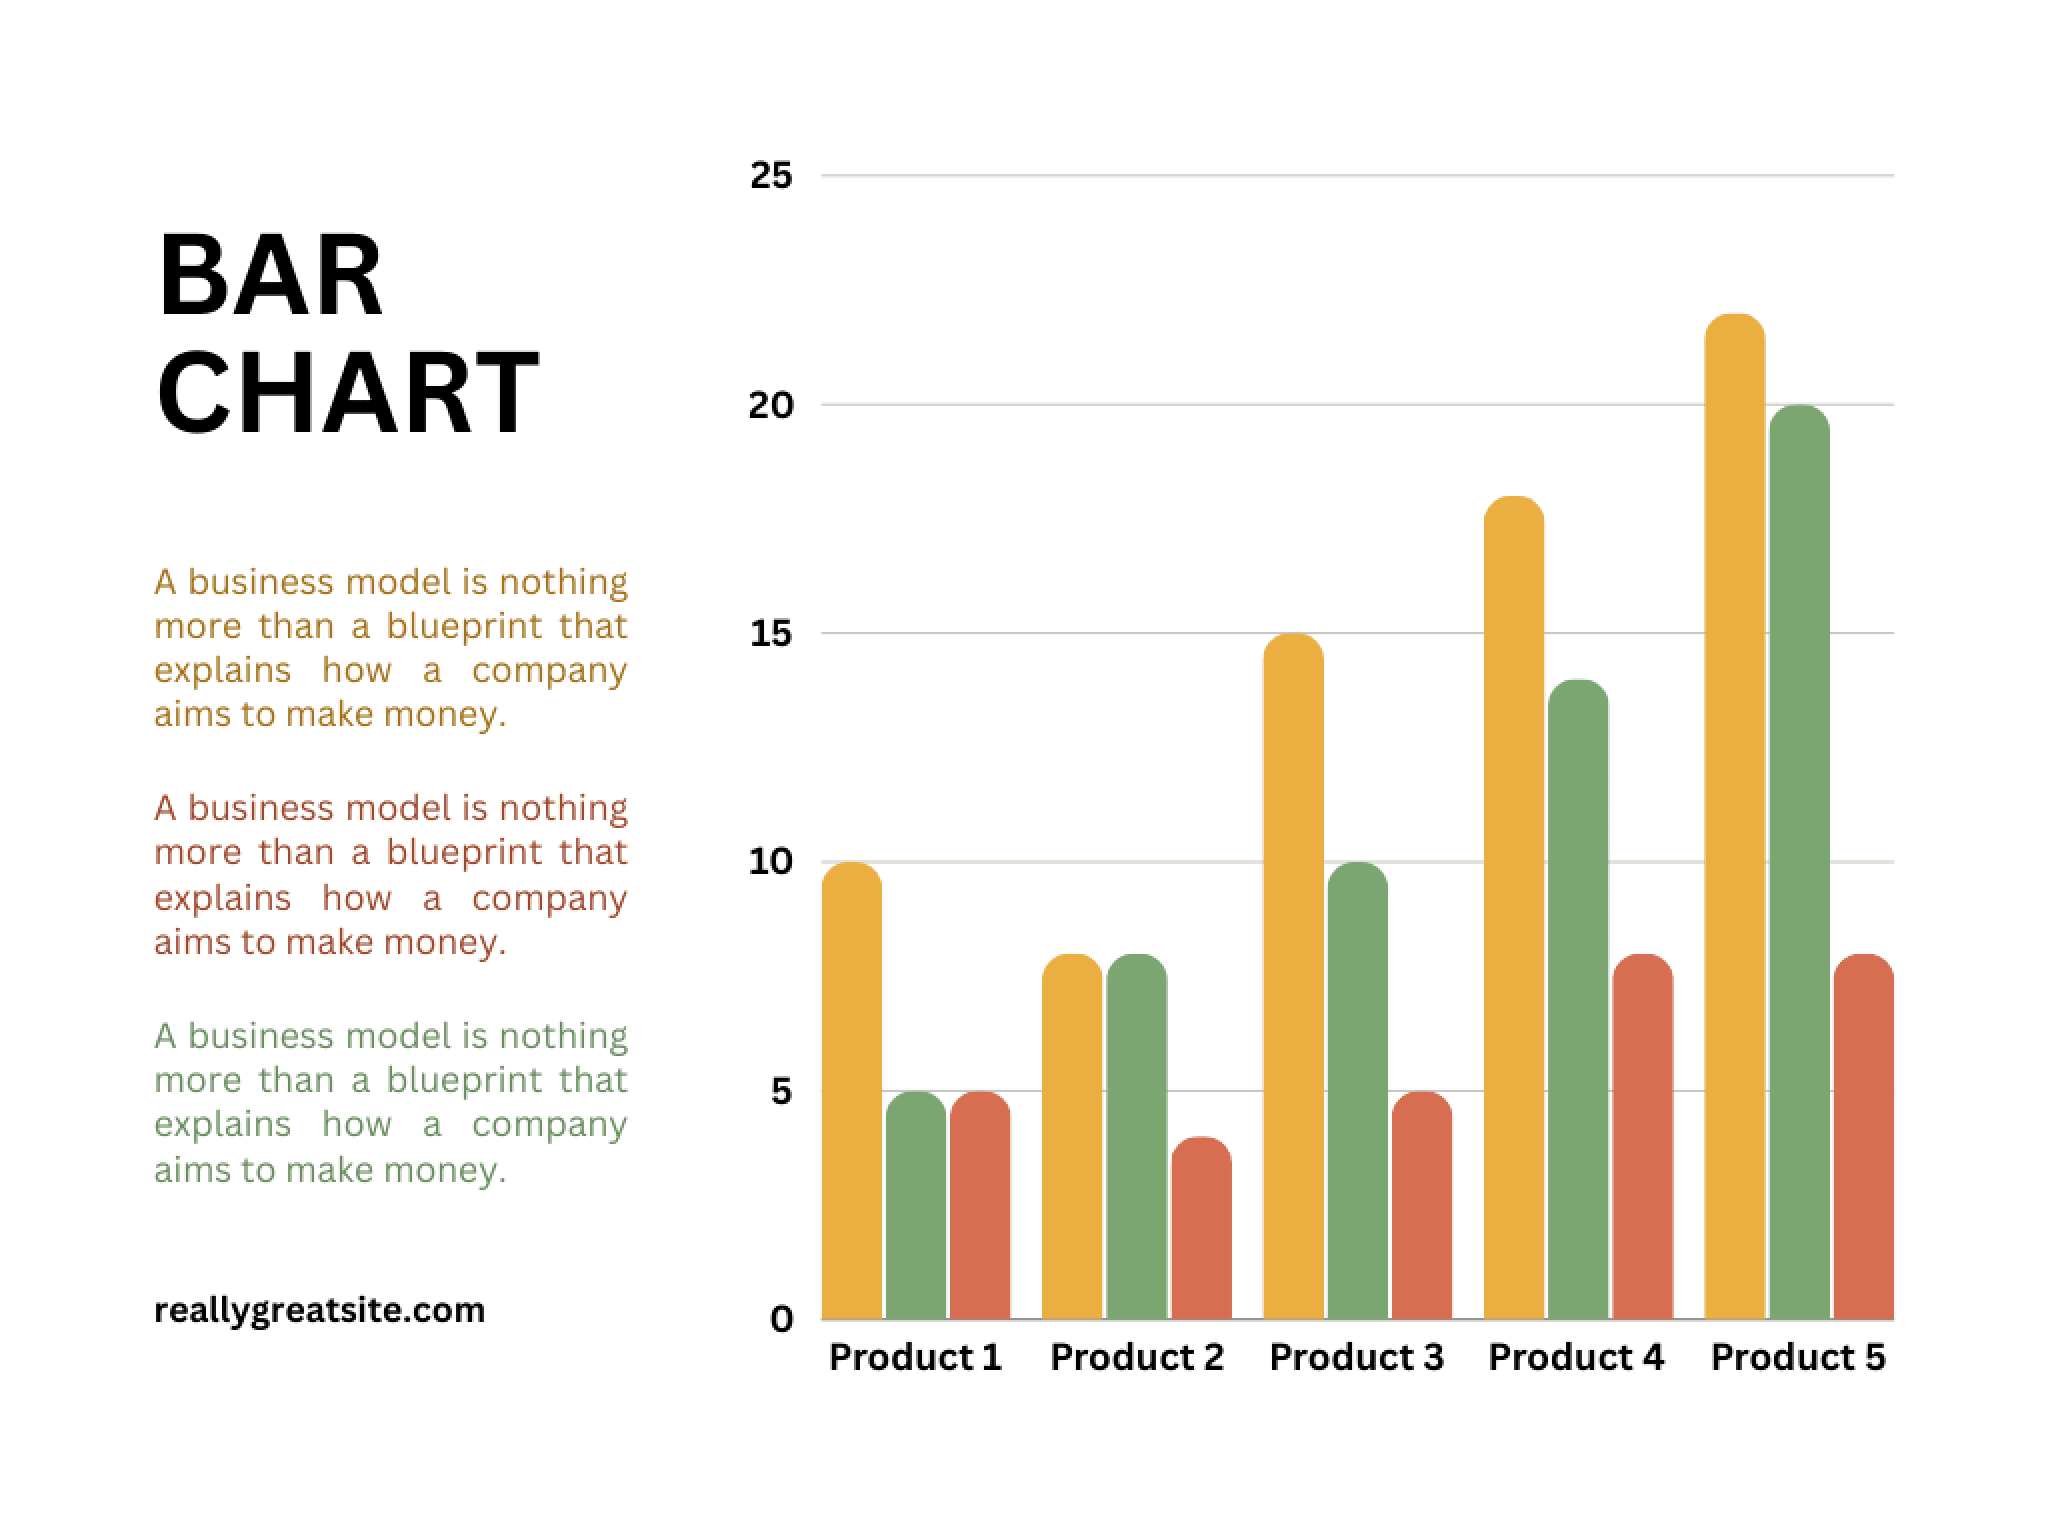 BAR
CHART
A business model is nothing
more than a blueprint that
explains how a company
aims to make money.
A business model is nothing
more than a blueprint that
explains how a company
aims to make money.
A business model is nothing
more than a blueprint that
explains how a company
aims to make money.
reallygreatsite.com
25
20
15
10
5
0
Product 1 Product 2 Product 3 Product 4 Product 5